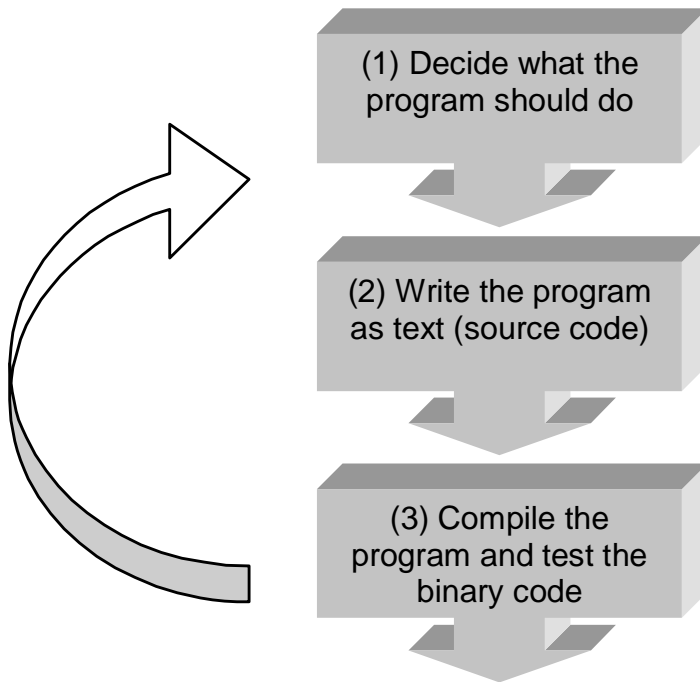 (1) Decide what the
program should do
(2) Write the program
as text (source code)
(3) Compile the
program and test the
binary code